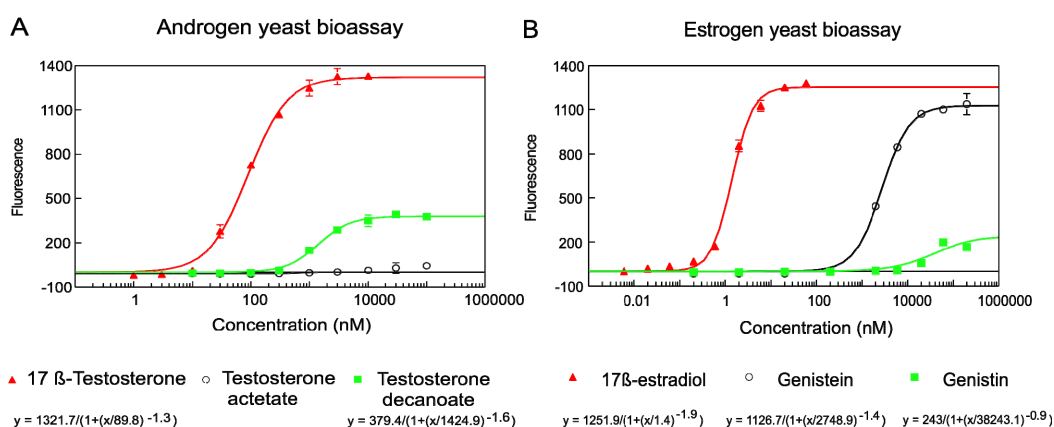 A Androgen yeast bioassay
1400
1100
800
500
200
-100
Fluorescence
1 100 10000 1000000
Concentration (nM)
17 ß-Testosterone
Testosterone
actetate
Testosterone
decanoate
y = 1321.7/(1+(x/89.8) -1.3)
y = 379.4/(1+(x/1424.9) -1.6)
B Estrogen yeast bioassay
1400
1100
800
500
200
-100
Fluorescence
0.01 1 100 10000 1000000
Concentration (nM)
17ß-estradiol Genistein Genistin
y = 1251.9/(1+(x/1.4) -1.9) y = 1126.7/(1+(x/2748.9) -1.4) y = 243/(1+(x/38243.1) -0.9)